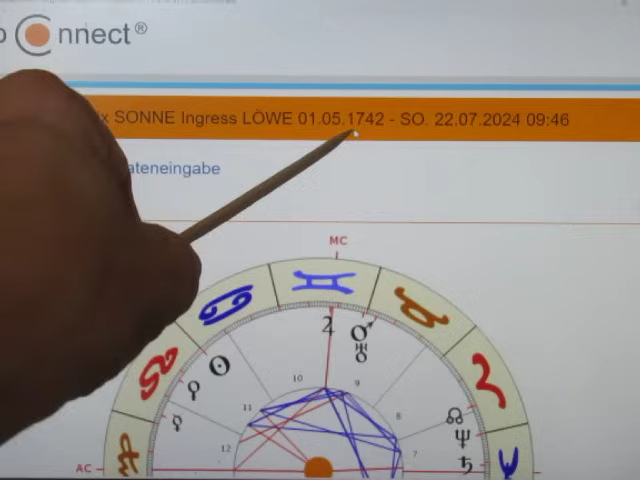 onnect®
x SONNE Ingress LÖWE 01.05.1742 - SO. 22.07.2024 09:46
ateneingabe
MC
10
9
11
8
12
7
AC